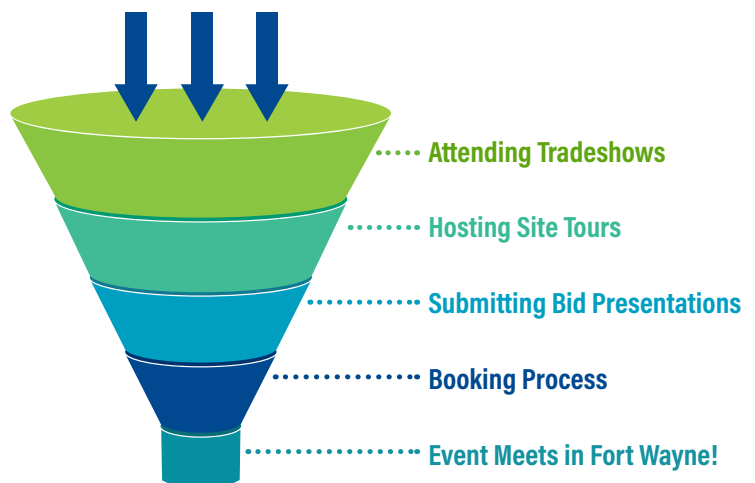 Attending Tradeshows
Hosting Site Tours
Submitting Bid Presentations
Booking Process
Event Meets in Fort Wayne!